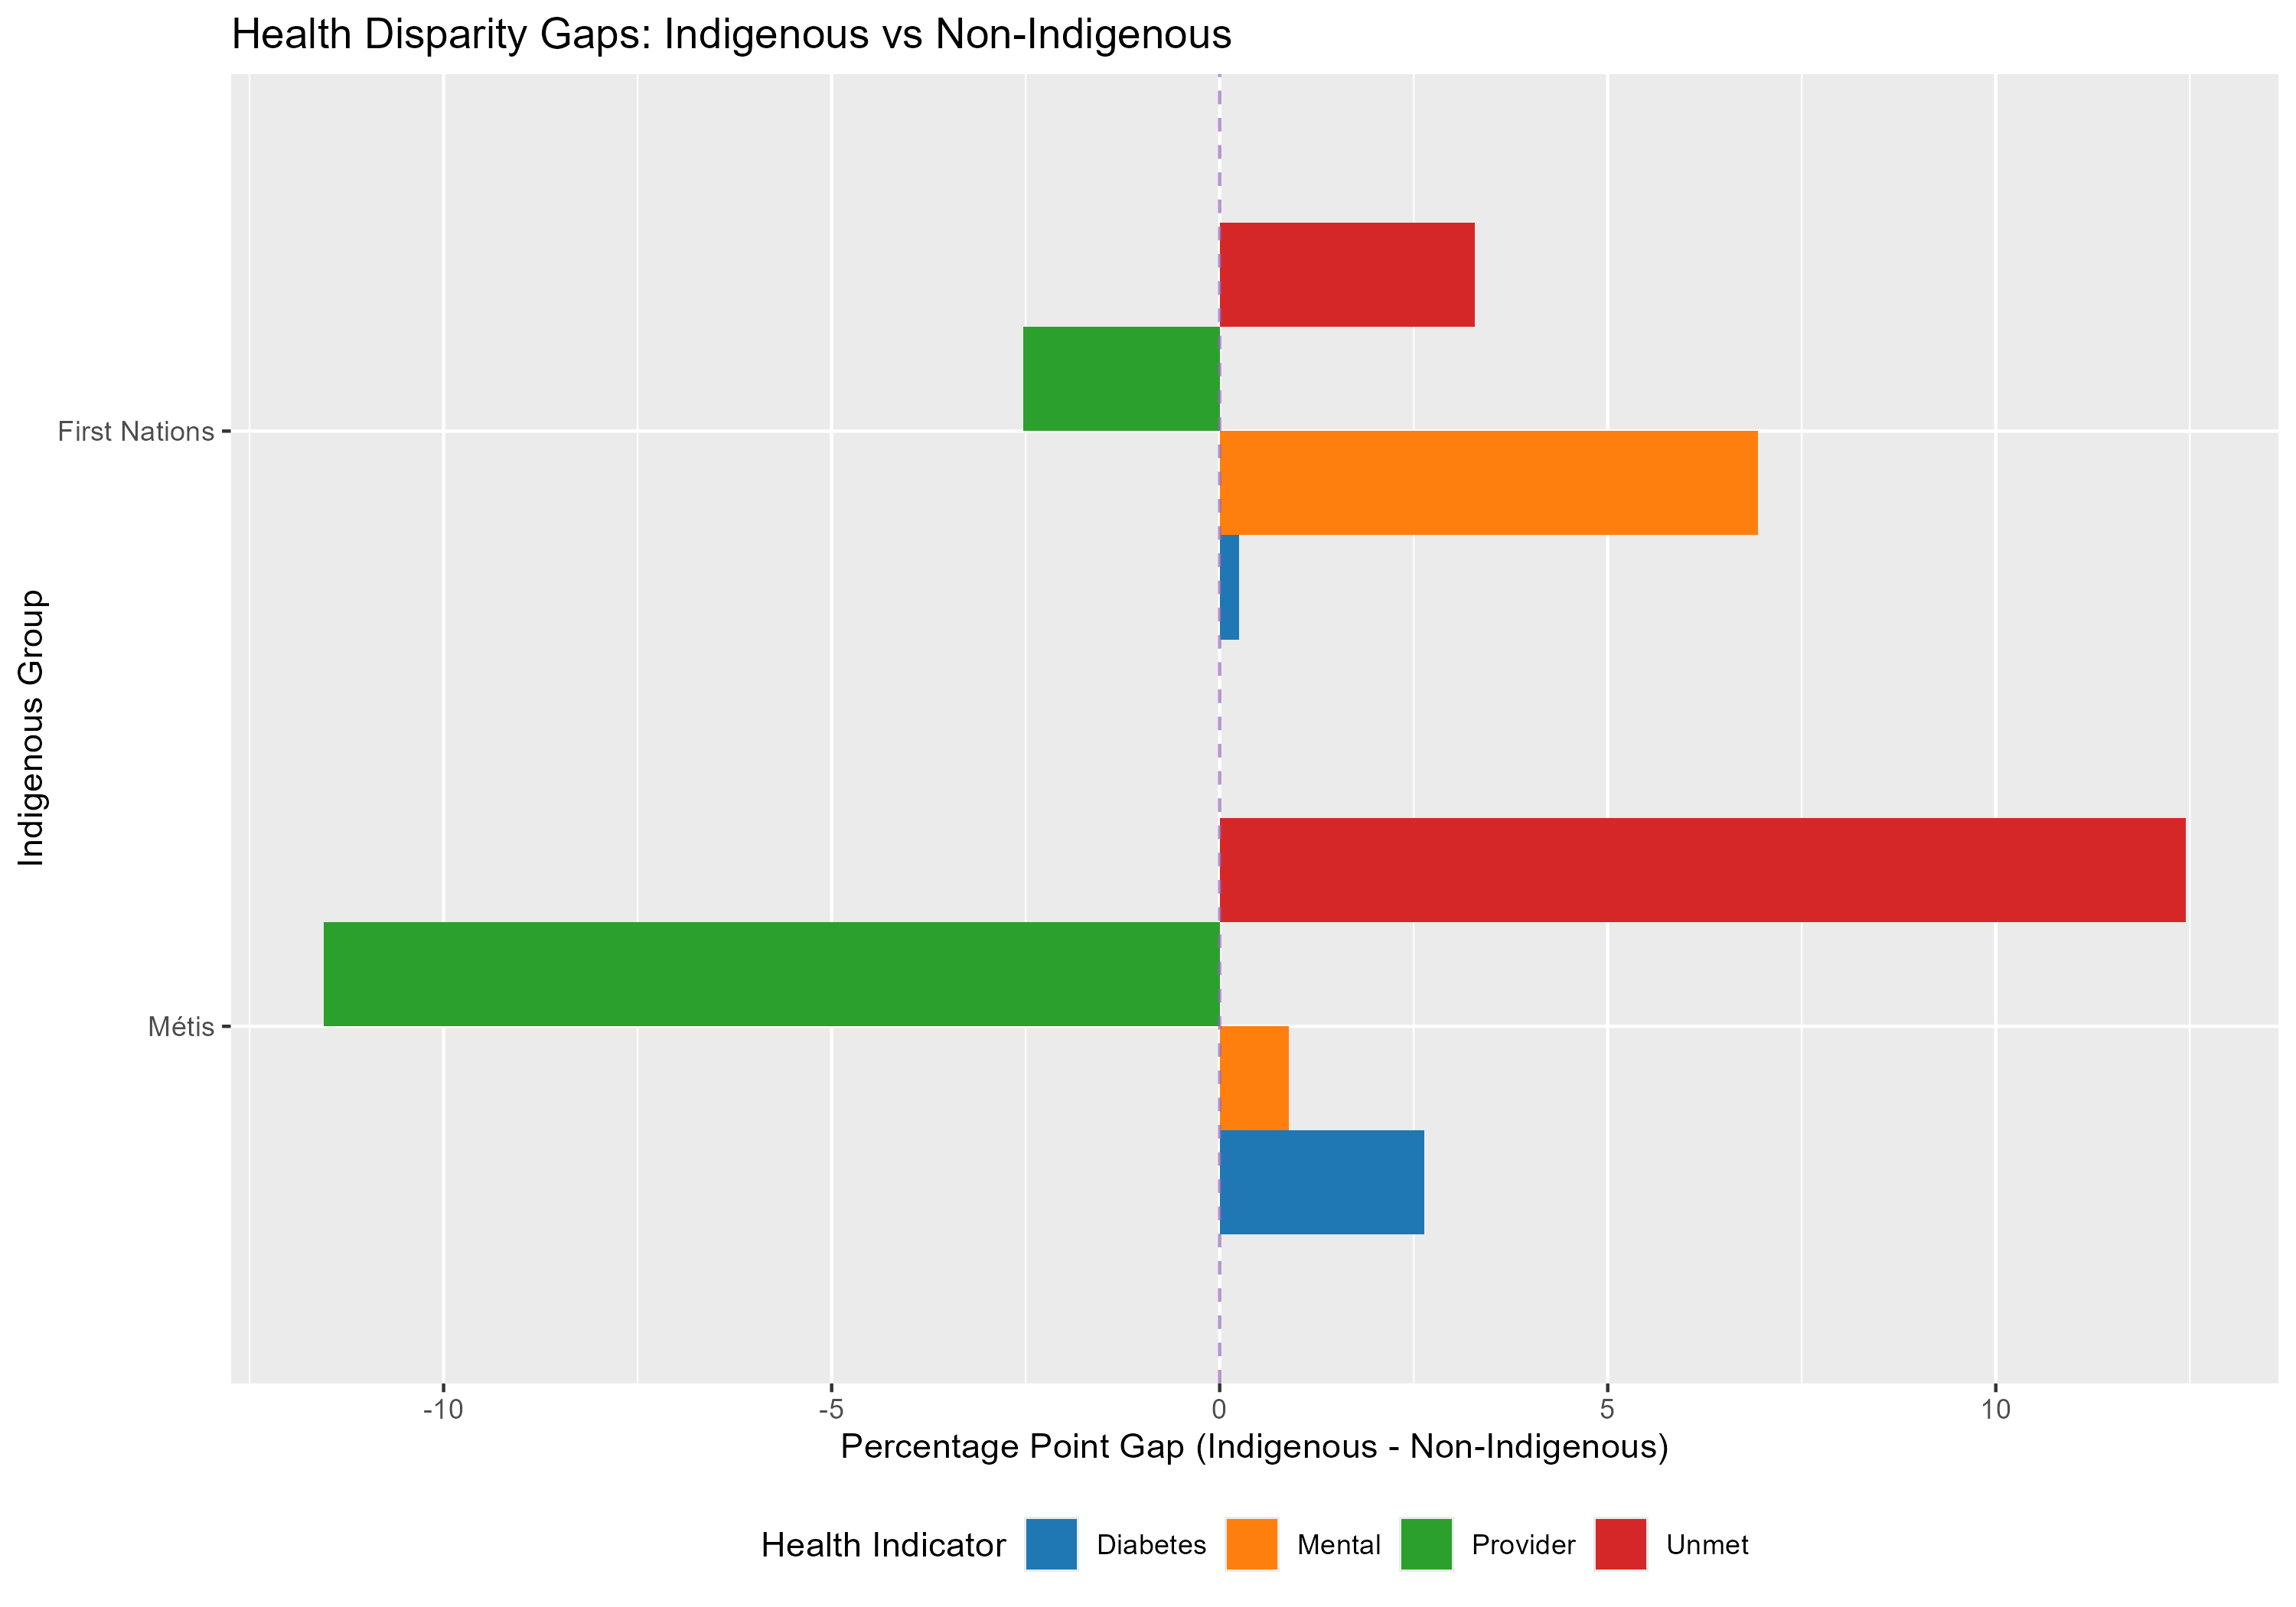 Health Disparity Gaps: Indigenous vs Non-Indigenous
Indigenous Group
First Nations
Métis
-10
-5
0
5
10
Percentage Point Gap (Indigenous - Non-Indigenous)
Health Indicator
Diabetes
Mental
Provider
Unmet